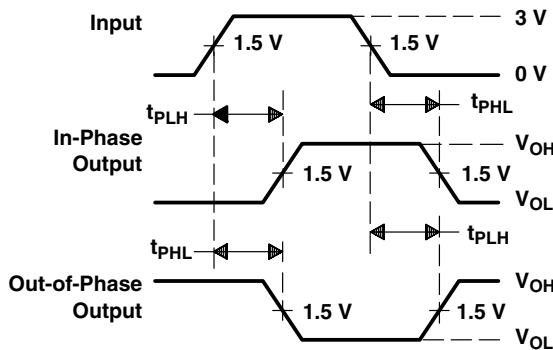 Input
3 V
1.5 V
1.5 V
0 V
tPLH
tPHL
In-Phase
Output
VOH
1.5 V
1.5 V
VOL
tPHL
tPLH
Out-of-Phase
Output
VOH
1.5 V
1.5 V
VOL